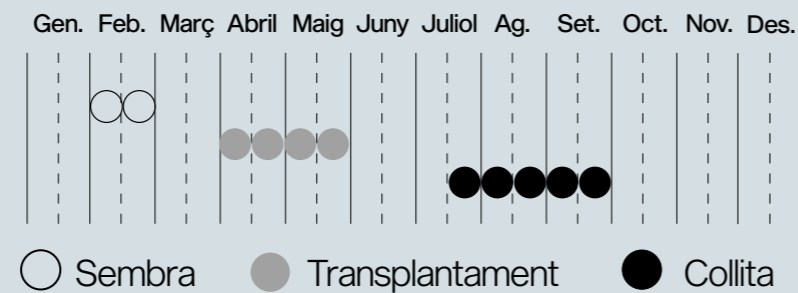 Gen. Feb. Març Abril Maig Juny Juliol Ag. Set. Oct. Nov. Des.
Sembra Transplantament Collita